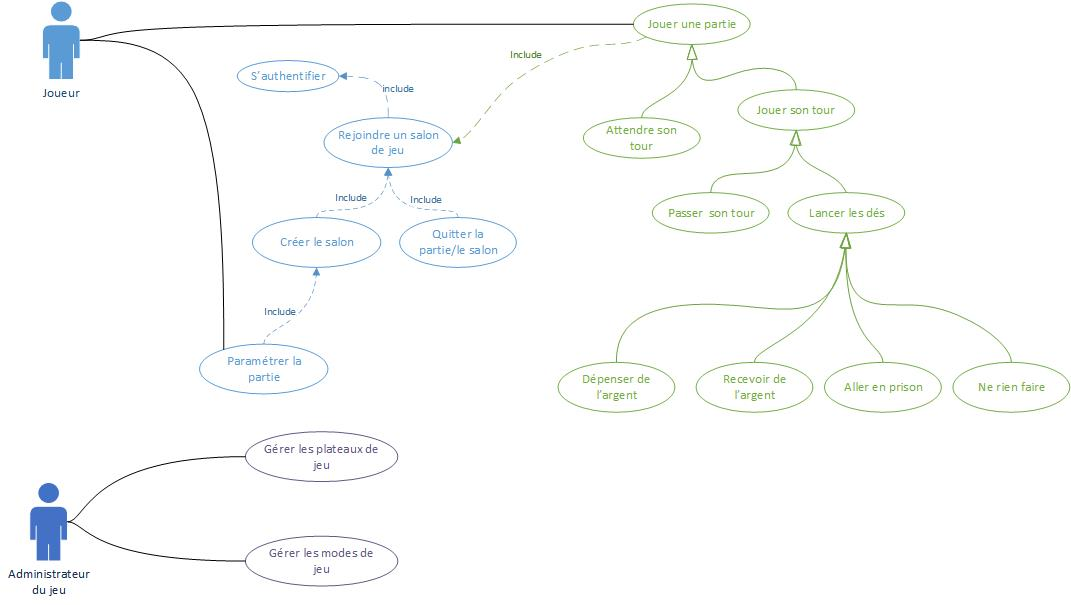 Jouer une partie
Include
S'authentifier
include
Joueur
Jouer son tour
Rejoindre un salon
de jeu
Attendre son
tour
Include
Include
Passer son tour
Lancer les dés
Créer le salon
Quitter la
partie/le salon
Include
Paramétrer la
partie
Dépenser de
l'argent
Recevoir de
l'argent
Aller en prison
Ne rien faire
Gérer les plateaux de
jeu
Gérer les modes de
jeu
Administrateur
du jeu